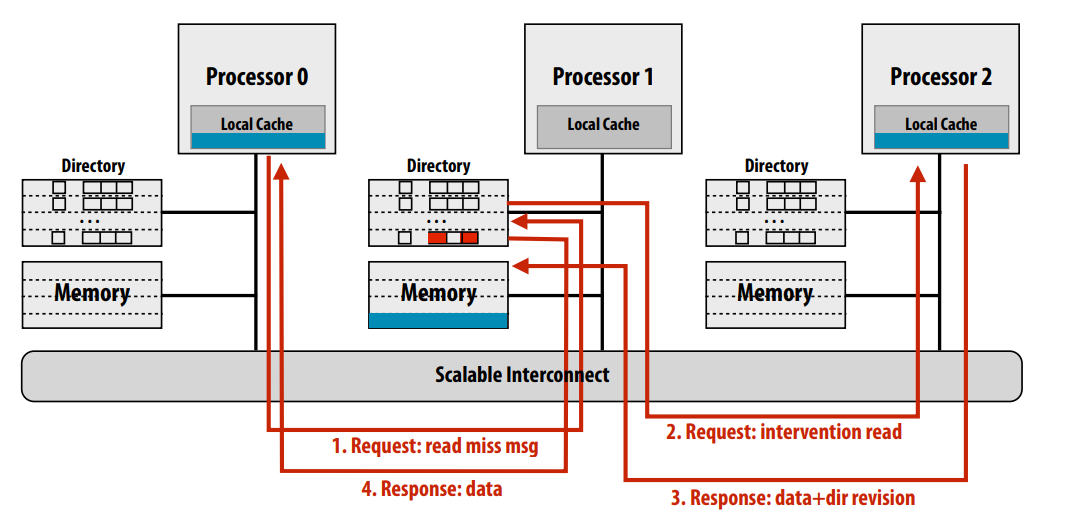 Processor 0
Local Cache
Processor 1
Local Cache
Processor 2
Local Cache
Directory
...
Memory
Directory
...
Memory
Directory
...
Memory
Scalable Interconnect
1. Request: read miss msg
2. Request: intervention read
4. Response: data
3. Response: data+dir revision